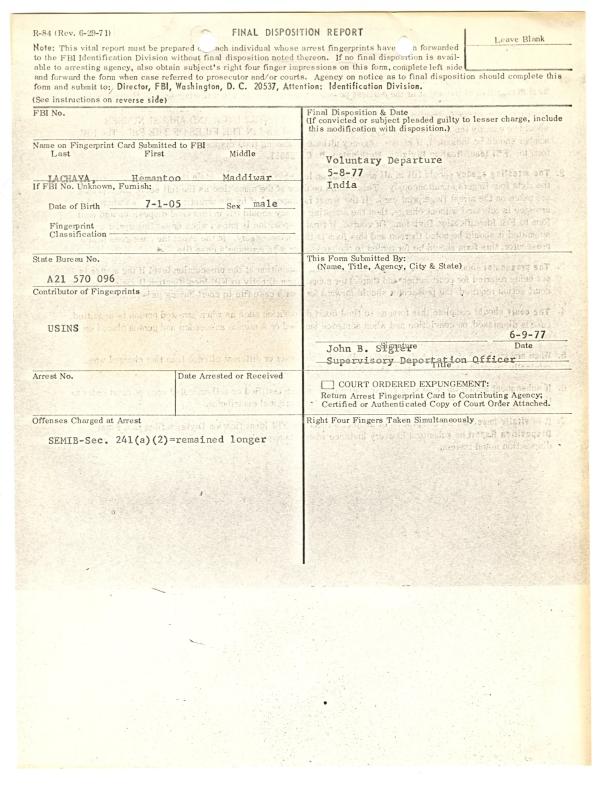 R-84 (Rev. 6-29-71)
FINAL DISPOSITION REPORT
Leave Blank
Note: This vital report must be prepared on each individual whose arrest fingerprints have been forwarded
to the FBI Identification Division without final disposition noted thereon. If no final disposition is avail-
able to arresting agency, also obtain subject's right four finger impressions on this form, complete left side
and forward the form when case referred to prosecutor and/or courts. Agency on notice as to final disposition should complete this
form and submit to: Director, FBI, Washington, D. C. 20537, Attention: Identification Division.
(See instructions on reverse side)
FBI No.
Name on Fingerprint Card Submitted to FBI
Last First Middle
LACHAYA, Hemantoo Maddiwar
If FBI No. Unknown, Furnish:
Date of Birth 7-1-05 Sex male
Fingerprint
Classification
State Bureau No.
A21 570 096
Contributor of Fingerprints
USINS
Arrest No.
Date Arrested or Received
Offenses Charged at Arrest
SEMIB-Sec. 241(a)(2)=remained longer
Final Disposition & Date
(If convicted or subject pleaded guilty to lesser charge, include
this modification with disposition.)
Voluntary Departure
5-8-77
India
This Form Submitted By:
(Name, Title, Agency, City & State)
6-9-77
Signature Date
John B. Sigler
Supervisory Deportation Officer
Title
COURT ORDERED EXPUNGEMENT:
Return Arrest Fingerprint Card to Contributing Agency;
Certified or Authenticated Copy of Court Order Attached.
Right Four Fingers Taken Simultaneously